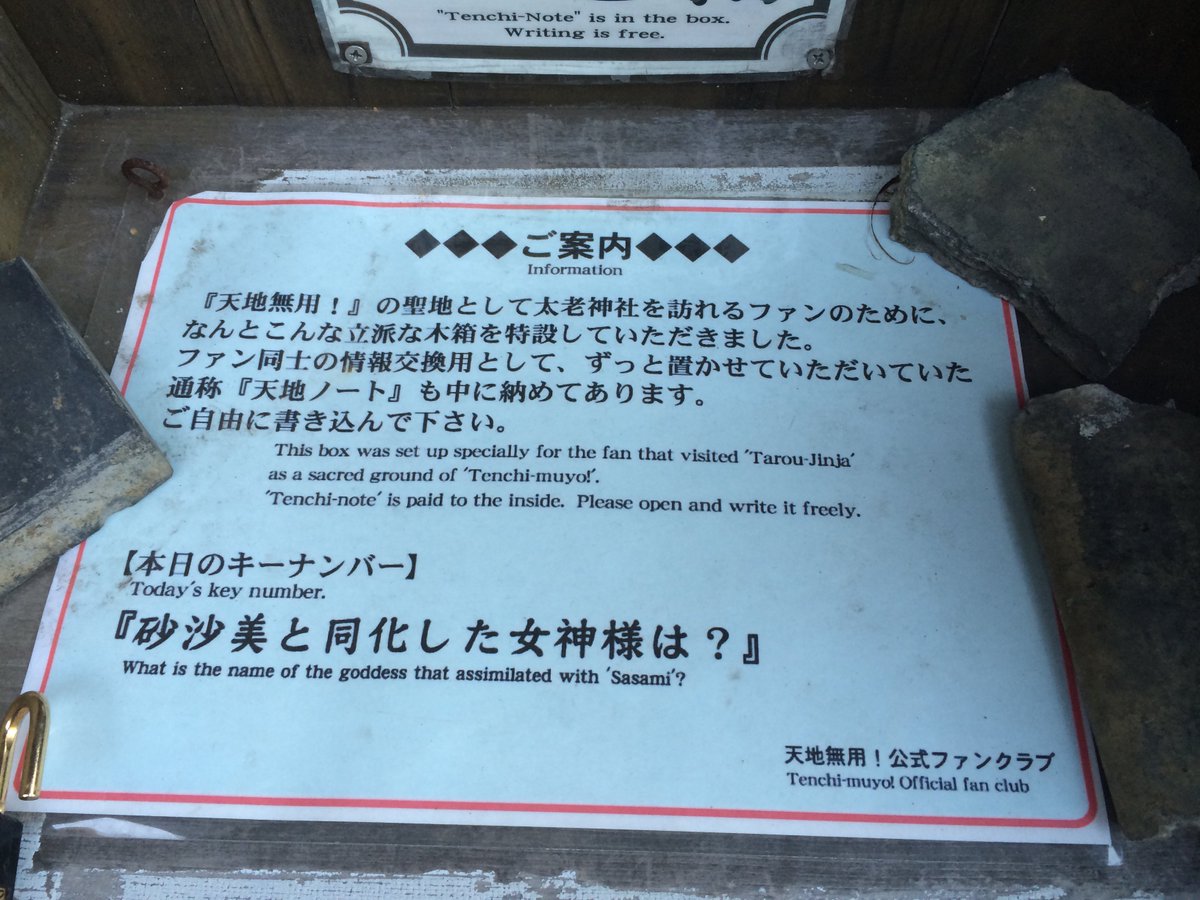 "Tenchi-Note" is in the box.
Writing is free.
◆◆◆ご案内◆◆◆
Information
『天地無用！』の聖地として太老神社を訪れるファンのために、
なんとこんな立派な木箱を特設していただきました。
ファン同士の情報交換用として、ずっと置かせていただいていた
通称『天地ノート』も中に納めてあります。
ご自由に書き込んで下さい。
This box was set up specially for the fan that visited 'Tarou-Jinja'
as a sacred ground of 'Tenchi-muyo!'.
'Tenchi-note' is paid to the inside. Please open and write it freely.
【本日のキーナンバー】
Today's key number.
『砂沙美と同化した女神様は？』
What is the name of the goddess that assimilated with 'Sasami'?
天地無用！公式ファンクラブ
Tenchi-muyo! Official fan club